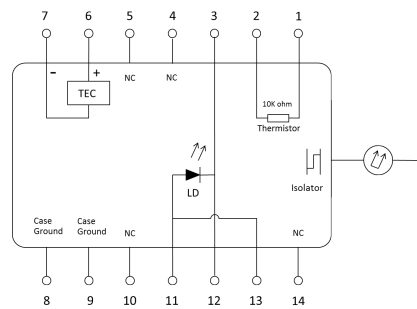 7 6 5 4 3 2 1
- +
TEC
NC NC
10K ohm
Thermistor
Isolator
LD
Case Ground
Case Ground
NC
NC
8 9 10 11 12 13 14